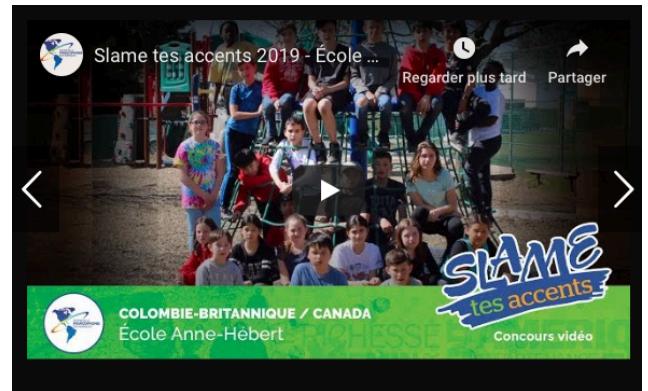 Slame tes accents 2019 - École ...
Regarder plus tard
Partager
SLAME
tes accents
COLOMBIE-BRITANNIQUE / CANADA
École Anne-Hébert
RICHESSE
Concours vidéo